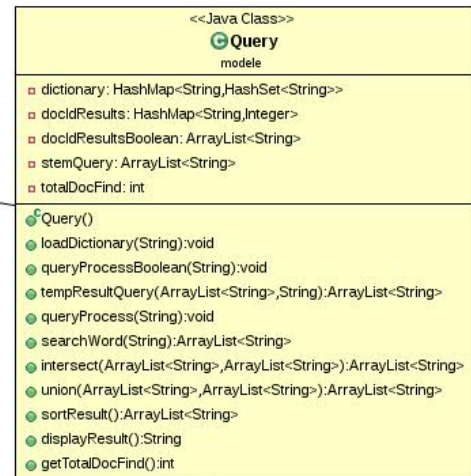 <<Java Class>>
Query
modele
dictionary: HashMap<String,HashSet<String>>
docIdResults: HashMap<String,Integer>
docIdResultsBoolean: ArrayList<String>
stemQuery: ArrayList<String>
totalDocFind: int
Query()
loadDictionary(String):void
queryProcessBoolean(String):void
tempResultQuery(ArrayList<String>,String):ArrayList<String>
queryProcess(String):void
searchWord(String):ArrayList<String>
intersect(ArrayList<String>,ArrayList<String>):ArrayList<String>
union(ArrayList<String>,ArrayList<String>):ArrayList<String>
sortResult():ArrayList<String>
displayResult():String
getTotalDocFind():int